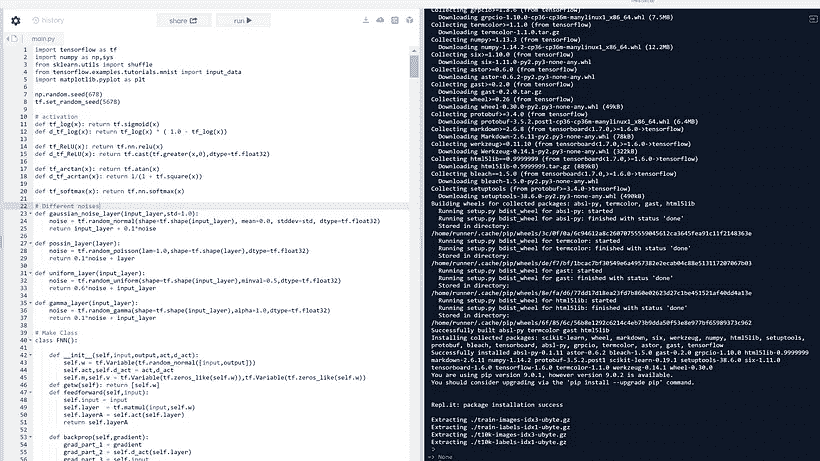 history
share
run
main.py
1 import tensorflow as tf
2 import numpy as np,sys
3 from sklearn.utils import shuffle
4 from tensorflow.examples.tutorials.mnist import input_data
5 import matplotlib.pyplot as plt
6
7 np.random.seed(678)
8 tf.set_random_seed(5678)
9
10 # activation
11 def tf_log(x): return tf.sigmoid(x)
12 def d_tf_log(x): return tf_log(x) * ( 1.0 - tf_log(x))
13
14 def tf_ReLU(x): return tf.nn.relu(x)
15 def d_tf_ReLU(x): return tf.cast(tf.greater(x,0),dtype=tf.float32)
16
17 def tf_arctan(x): return tf.atan(x)
18 def d_tf_arctan(x): return 1/(1 + tf.square(x))
19
20 def tf_softmax(x): return tf.nn.softmax(x)
21
22 # Different noises
23 def gaussian_noise_layer(input_layer,std=1.0):
24 noise = tf.random_normal(shape=tf.shape(input_layer), mean=0.0, stddev=std, dtype=tf.float32)
25 return input_layer + 0.1*noise
26
27 def possin_layer(layer):
28 noise = tf.random_poisson(lam=1.0,shape=tf.shape(layer),dtype=tf.float32)
29 return 0.1*noise + layer
30
31 def uniform_layer(input_layer):
32 noise = tf.random_uniform(shape=tf.shape(input_layer),minval=0.5,dtype=tf.float32)
33 return 0.6*noise + input_layer
34
35 def gamma_layer(input_layer):
36 noise = tf.random_gamma(shape=tf.shape(input_layer),alpha=1.0,dtype=tf.float32)
37 return 0.6*noise + input_layer
38
39 # Make Class
40 class FNN():
41
42 def __init__(self,input,output,act,d_act):
43 self.w = tf.Variable(tf.random_normal([input,output]))
44 self.act,self.d_act = act,d_act
45 self.m,self.v = tf.Variable(tf.zeros_like(self.w)),tf.Variable(tf.zeros_like(self.w))
46 def getw(self): return [self.w]
47 def feedforward(self,input):
48 self.input = input
49 self.layer = tf.matmul(input,self.w)
50 self.layerA = self.act(self.layer)
51 return self.layerA
52
53 def backprop(self,gradient):
54 grad_part_1 = gradient
55 grad_part_2 = self.d_act(self.layer)
56 grad_part_3 = self.input
Collecting grpcio>=1.8.6 (from tensorflow)
Downloading grpcio-1.10.0-cp36-cp36m-manylinux1_x86_64.whl (7.5MB)
Collecting termcolor>=1.1.0 (from tensorflow)
Downloading termcolor-1.1.0.tar.gz
Collecting numpy>=1.13.3 (from tensorflow)
Downloading numpy-1.14.2-cp36-cp36m-manylinux1_x86_64.whl (12.2MB)
Collecting six>=1.10.0 (from tensorflow)
Downloading six-1.11.0-py2.py3-none-any.whl
Collecting astor>=0.6.0 (from tensorflow)
Downloading astor-0.6.2-py2.py3-none-any.whl
Collecting gast>=0.2.0 (from tensorflow)
Downloading gast-0.2.0.tar.gz
Collecting wheel>=0.26 (from tensorflow)
Downloading wheel-0.30.0-py2.py3-none-any.whl (49kB)
Collecting protobuf>=3.4.0 (from tensorflow)
Downloading protobuf-3.5.2.post1-cp36-cp36m-manylinux1_x86_64.whl (6.4MB)
Collecting markdown>=2.6.8 (from tensorboard<1.7.0,>=1.6.0->tensorflow)
Downloading Markdown-2.6.11-py2.py3-none-any.whl (78kB)
Collecting werkzeug>=0.11.10 (from tensorboard<1.7.0,>=1.6.0->tensorflow)
Downloading Werkzeug-0.14.1-py2.py3-none-any.whl (322kB)
Collecting html5lib==0.9999999 (from tensorboard<1.7.0,>=1.6.0->tensorflow)
Downloading html5lib-0.9999999.tar.gz (889kB)
Collecting bleach==1.5.0 (from tensorboard<1.7.0,>=1.6.0->tensorflow)
Downloading bleach-1.5.0-py2.py3-none-any.whl
Collecting setuptools (from protobuf>=3.4.0->tensorflow)
Downloading setuptools-38.6.0-py2.py3-none-any.whl (490kB)
Building wheels for collected packages: absl-py, termcolor, gast, html5lib
Running setup.py bdist_wheel for absl-py: started
Running setup.py bdist_wheel for absl-py: finished with status 'done'
Stored in directory:
Running setup.py bdist_wheel for termcolor: started
Running setup.py bdist_wheel for termcolor: finished with status 'done'
Stored in directory:
Running setup.py bdist_wheel for gast: started
Running setup.py bdist_wheel for gast: finished with status 'done'
Stored in directory:
Running setup.py bdist_wheel for html5lib: started
Running setup.py bdist_wheel for html5lib: finished with status 'done'
Stored in directory:
Successfully built absl-py termcolor gast html5lib
Installing collected packages: scikit-learn, wheel, markdown, six, werkzeug, numpy, html5lib, setuptools,
protobuf, bleach, tensorboard, absl-py, grpcio, termcolor, astor, gast, tensorflow
Successfully installed absl-py-0.1.11 astor-0.6.2 bleach-1.5.0 gast-0.2.0 grpcio-1.10.0 html5lib-0.9999999
markdown-2.6.11 numpy-1.14.2 protobuf-3.5.2.post1 scikit-learn-0.19.1 setuptools-38.6.0 six-1.11.0
tensorboard-1.6.0 tensorflow-1.6.0 termcolor-1.1.0 werkzeug-0.14.1 wheel-0.30.0
You are using pip version 9.0.1, however version 9.0.2 is available.
You should consider upgrading via the 'pip install --upgrade pip' command.
Repl.it: package installation success
Extracting ./train-images-idx3-ubyte.gz
Extracting ./train-labels-idx1-ubyte.gz
Extracting ./t10k-images-idx3-ubyte.gz
Extracting ./t10k-labels-idx1-ubyte.gz
=> None